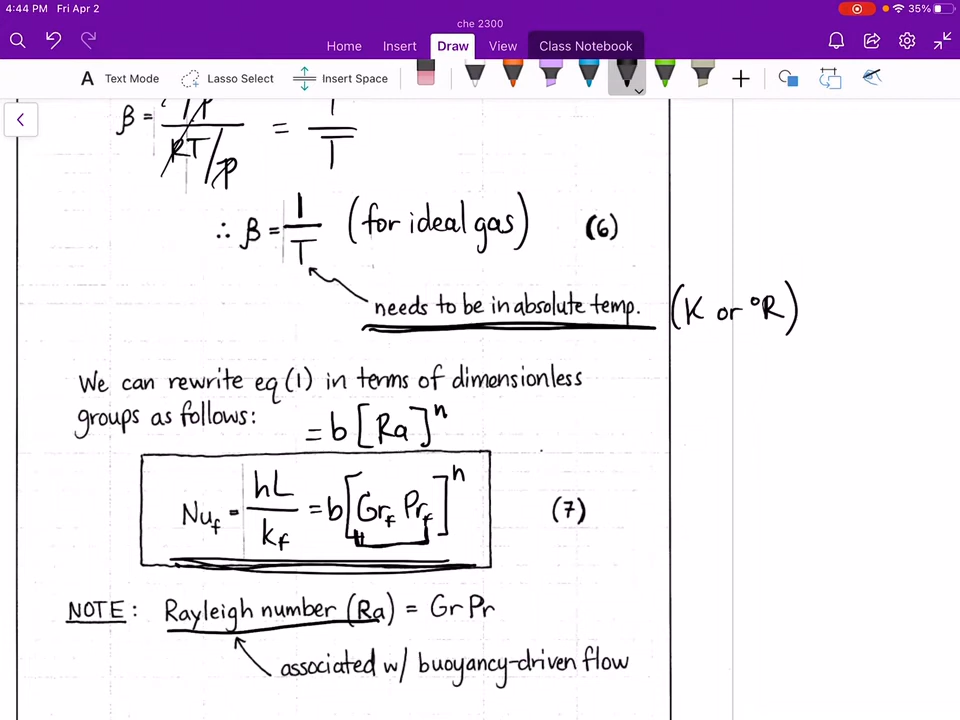 4:44 PM Fri Apr 2
35%
che 2300
Home Insert Draw View Class Notebook
A Text Mode Lasso Select Insert Space
β = RT/p = 1/T
∴ β = 1/T (for ideal gas) (6)
needs to be in absolute temp. (K or °R)
We can rewrite eq (1) in terms of dimensionless
groups as follows:
= b [Ra]ⁿ
Nu_f = hL/k_f = b [Gr_f Pr_f]ⁿ (7)
NOTE: Rayleigh number (Ra) = Gr Pr
associated w/ buoyancy-driven flow